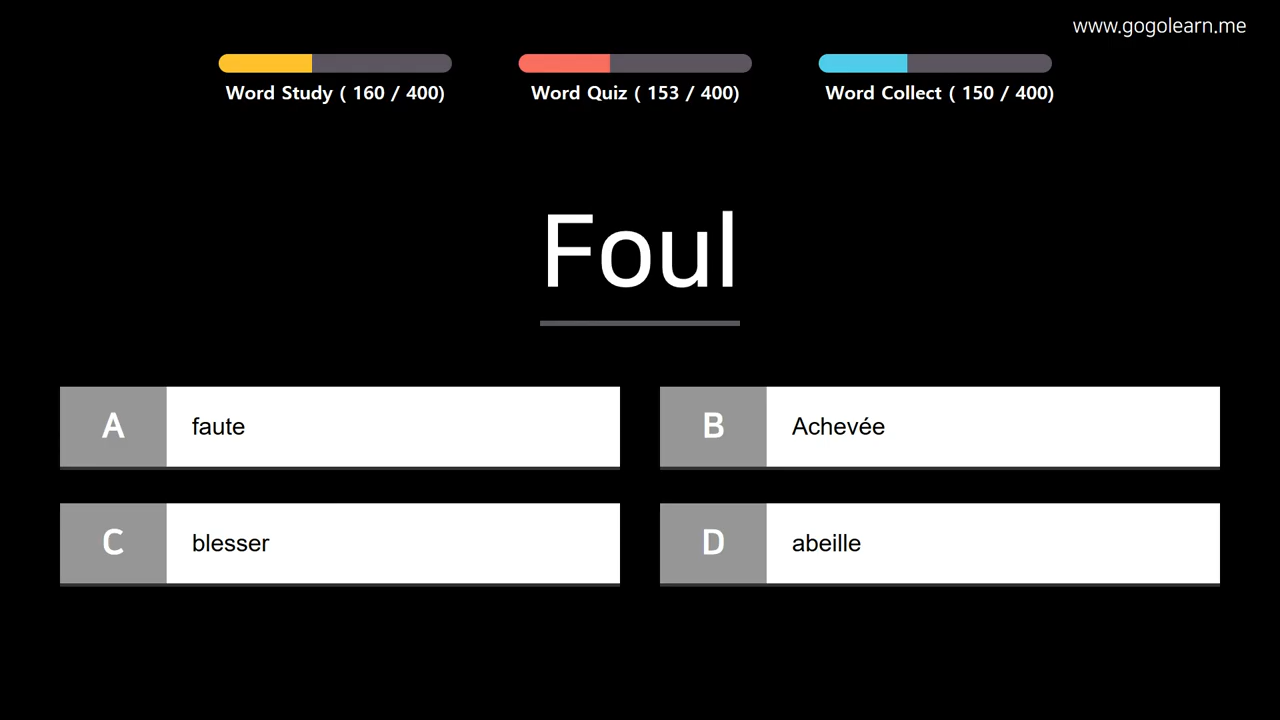 www.gogolearn.me
Word Study ( 160 / 400)
Word Quiz ( 153 / 400)
Word Collect ( 150 / 400)
Foul
A faute
B Achevée
C blesser
D abeille